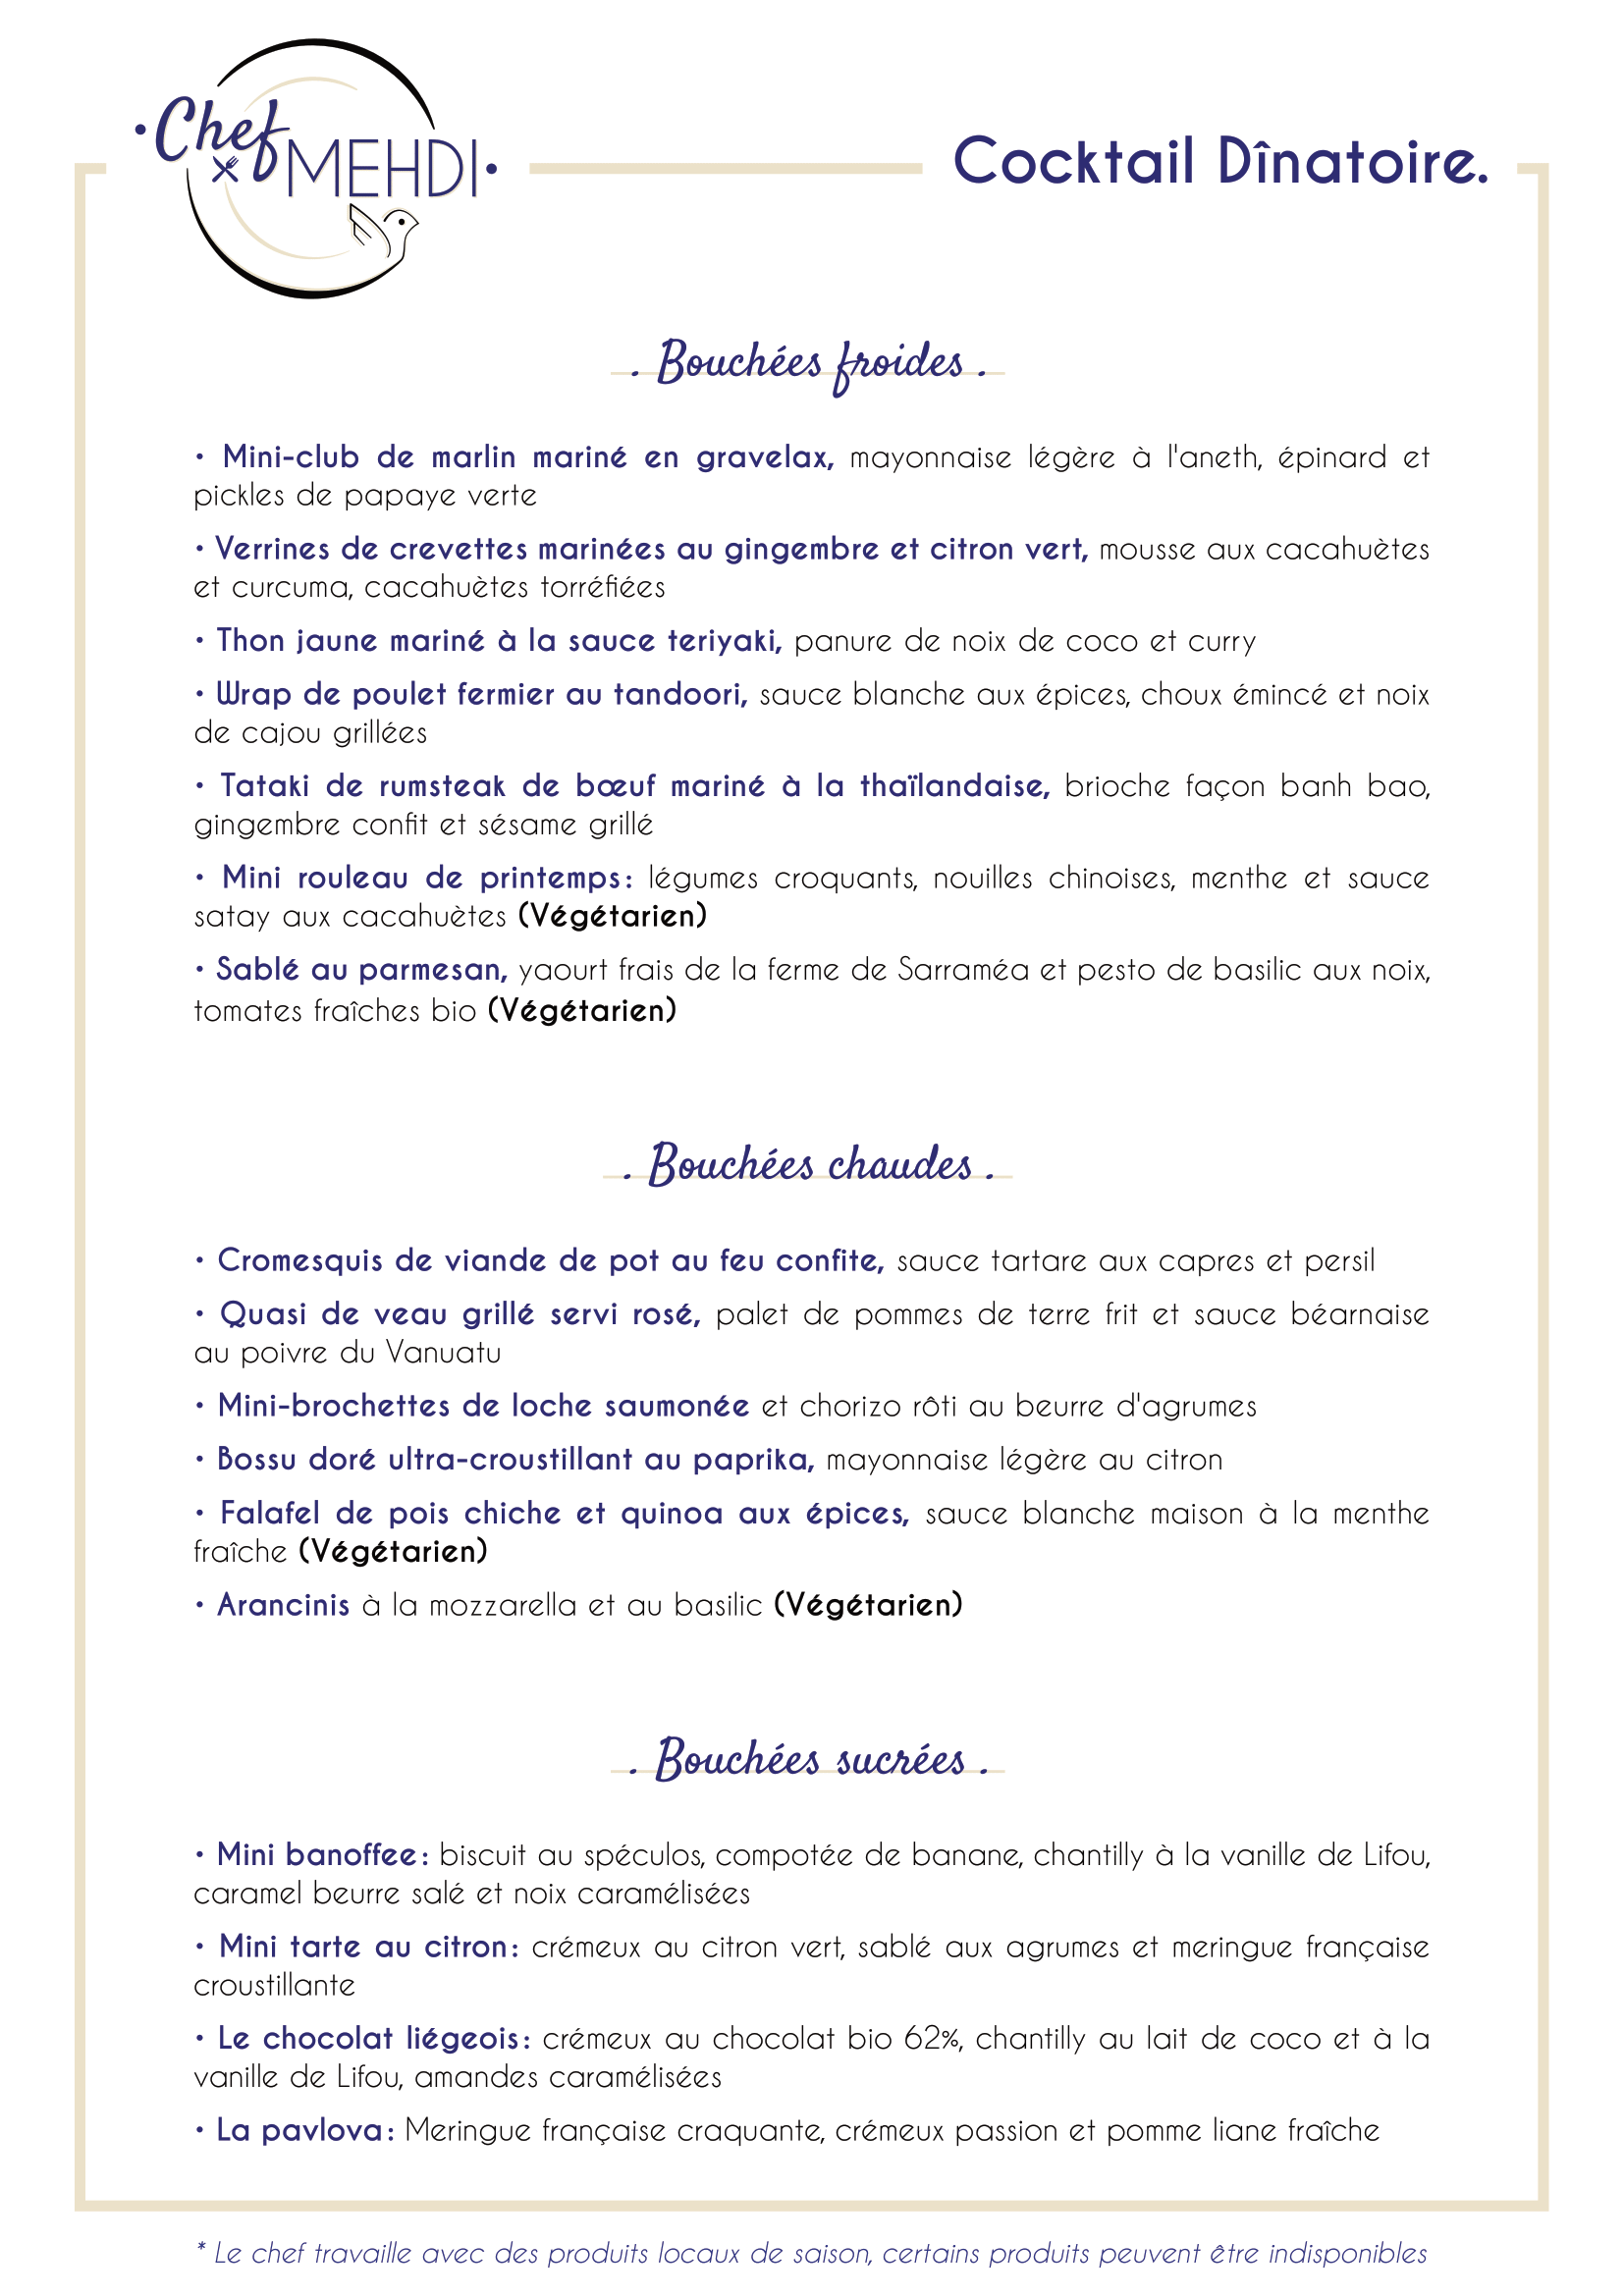 Chef
MEHDI
Cocktail Dînatoire.
. Bouchées froides .
• Mini-club de marlin mariné en gravelax, mayonnaise légère à l'aneth, épinard et
pickles de papaye verte
• Verrines de crevettes marinées au gingembre et citron vert, mousse aux cacahuètes
et curcuma, cacahuètes torréfiées
• Thon jaune mariné à la sauce teriyaki, panure de noix de coco et curry
• Wrap de poulet fermier au tandoori, sauce blanche aux épices, choux émincé et noix
de cajou grillées
• Tataki de rumsteak de bœuf mariné à la thaïlandaise, brioche façon banh bao,
gingembre confit et sésame grillé
• Mini rouleau de printemps: légumes croquants, nouilles chinoises, menthe et sauce
satay aux cacahuètes (Végétarien)
• Sablé au parmesan, yaourt frais de la ferme de Sarraméa et pesto de basilic aux noix,
tomates fraîches bio (Végétarien)
. Bouchées chaudes .
• Cromesquis de viande de pot au feu confite, sauce tartare aux capres et persil
• Quasi de veau grillé servi rosé, palet de pommes de terre frit et sauce béarnaise
au poivre du Vanuatu
• Mini-brochettes de loche saumonée et chorizo rôti au beurre d'agrumes
• Bossu doré ultra-croustillant au paprika, mayonnaise légère au citron
• Falafel de pois chiche et quinoa aux épices, sauce blanche maison à la menthe
fraîche (Végétarien)
• Arancinis à la mozzarella et au basilic (Végétarien)
. Bouchées sucrées .
• Mini banoffee: biscuit au spéculos, compotée de banane, chantilly à la vanille de Lifou,
caramel beurre salé et noix caramélisées
• Mini tarte au citron: crémeux au citron vert, sablé aux agrumes et meringue française
croustillante
• Le chocolat liégeois: crémeux au chocolat bio 62%, chantilly au lait de coco et à la
vanille de Lifou, amandes caramélisées
• La pavlova: Meringue française craquante, crémeux passion et pomme liane fraîche
* Le chef travaille avec des produits locaux de saison, certains produits peuvent être indisponibles